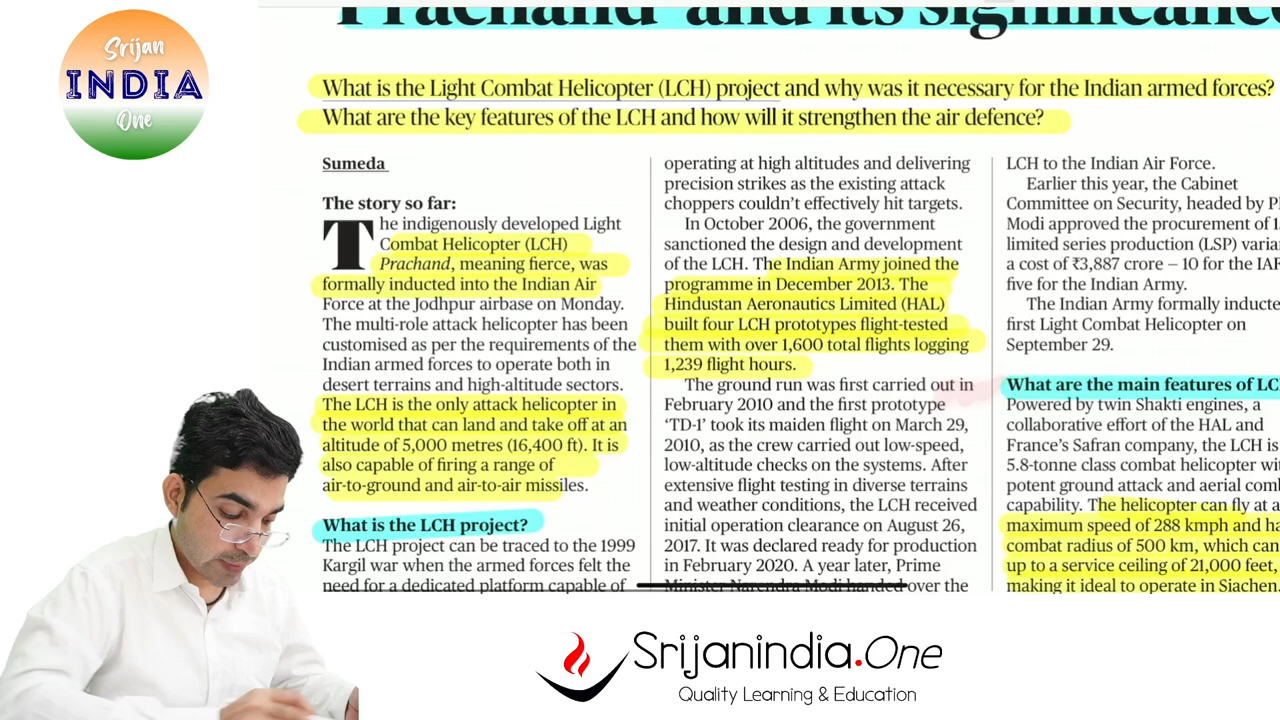 Srijan
INDIA
One
'Prachand' and its significance
What is the Light Combat Helicopter (LCH) project and why was it necessary for the Indian armed forces?
What are the key features of the LCH and how will it strengthen the air defence?
Sumeda
The story so far:
The indigenously developed Light
Combat Helicopter (LCH)
Prachand, meaning fierce, was
formally inducted into the Indian Air
Force at the Jodhpur airbase on Monday.
The multi-role attack helicopter has been
customised as per the requirements of the
Indian armed forces to operate both in
desert terrains and high-altitude sectors.
The LCH is the only attack helicopter in
the world that can land and take off at an
altitude of 5,000 metres (16,400 ft). It is
also capable of firing a range of
air-to-ground and air-to-air missiles.
What is the LCH project?
The LCH project can be traced to the 1999
Kargil war when the armed forces felt the
need for a dedicated platform capable of
operating at high altitudes and delivering
precision strikes as the existing attack
choppers couldn't effectively hit targets.
In October 2006, the government
sanctioned the design and development
of the LCH. The Indian Army joined the
programme in December 2013. The
Hindustan Aeronautics Limited (HAL)
built four LCH prototypes flight-tested
them with over 1,600 total flights logging
1,239 flight hours.
The ground run was first carried out in
February 2010 and the first prototype
‘TD-1’ took its maiden flight on March 29,
2010, as the crew carried out low-speed,
low-altitude checks on the systems. After
extensive flight testing in diverse terrains
and weather conditions, the LCH received
initial operation clearance on August 26,
2017. It was declared ready for production
in February 2020. A year later, Prime
Minister Narendra Modi handed over the
LCH to the Indian Air Force.
Earlier this year, the Cabinet
Committee on Security, headed by
Modi approved the procurement of
limited series production (LSP)
a cost of ₹3,887 crore – 10 for the IAF
five for the Indian Army.
The Indian Army formally
first Light Combat Helicopter on
September 29.
What are the main features of
Powered by twin Shakti engines, a
collaborative effort of the HAL and
France's Safran company, the LCH is
5.8-tonne class combat helicopter
potent ground attack and aerial
capability. The helicopter can fly at a
maximum speed of 288 kmph and
combat radius of 500 km, which can
up to a service ceiling of 21,000 feet,
making it ideal to operate in Siachen.
Srijanindia.One
Quality Learning & Education